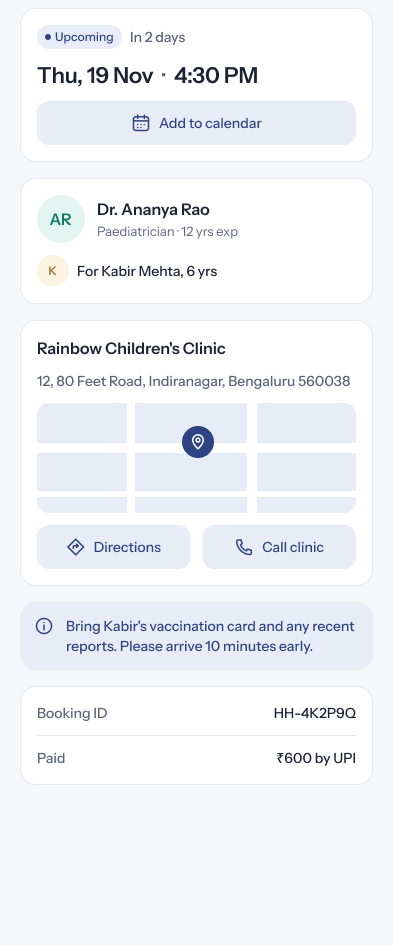 Upcoming In 2 days
Thu, 19 Nov · 4:30 PM
Add to calendar
AR
Dr. Ananya Rao
Paediatrician · 12 yrs exp
K
For Kabir Mehta, 6 yrs
Rainbow Children's Clinic
12, 80 Feet Road, Indiranagar, Bengaluru 560038
Directions
Call clinic
Bring Kabir's vaccination card and any recent
reports. Please arrive 10 minutes early.
Booking ID HH-4K2P9Q
Paid ₹600 by UPI